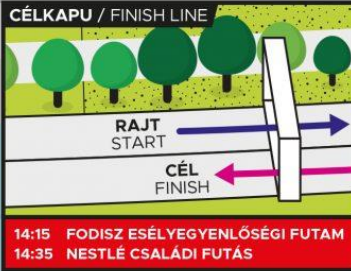 CÉLKAPU / FINISH LINE
RAJT
START
CÉL
FINISH
14:15 FODISZ ESÉLYEGYENLŐSÉGI FUTAM
14:35 NESTLÉ CSALÁDI FUTÁS